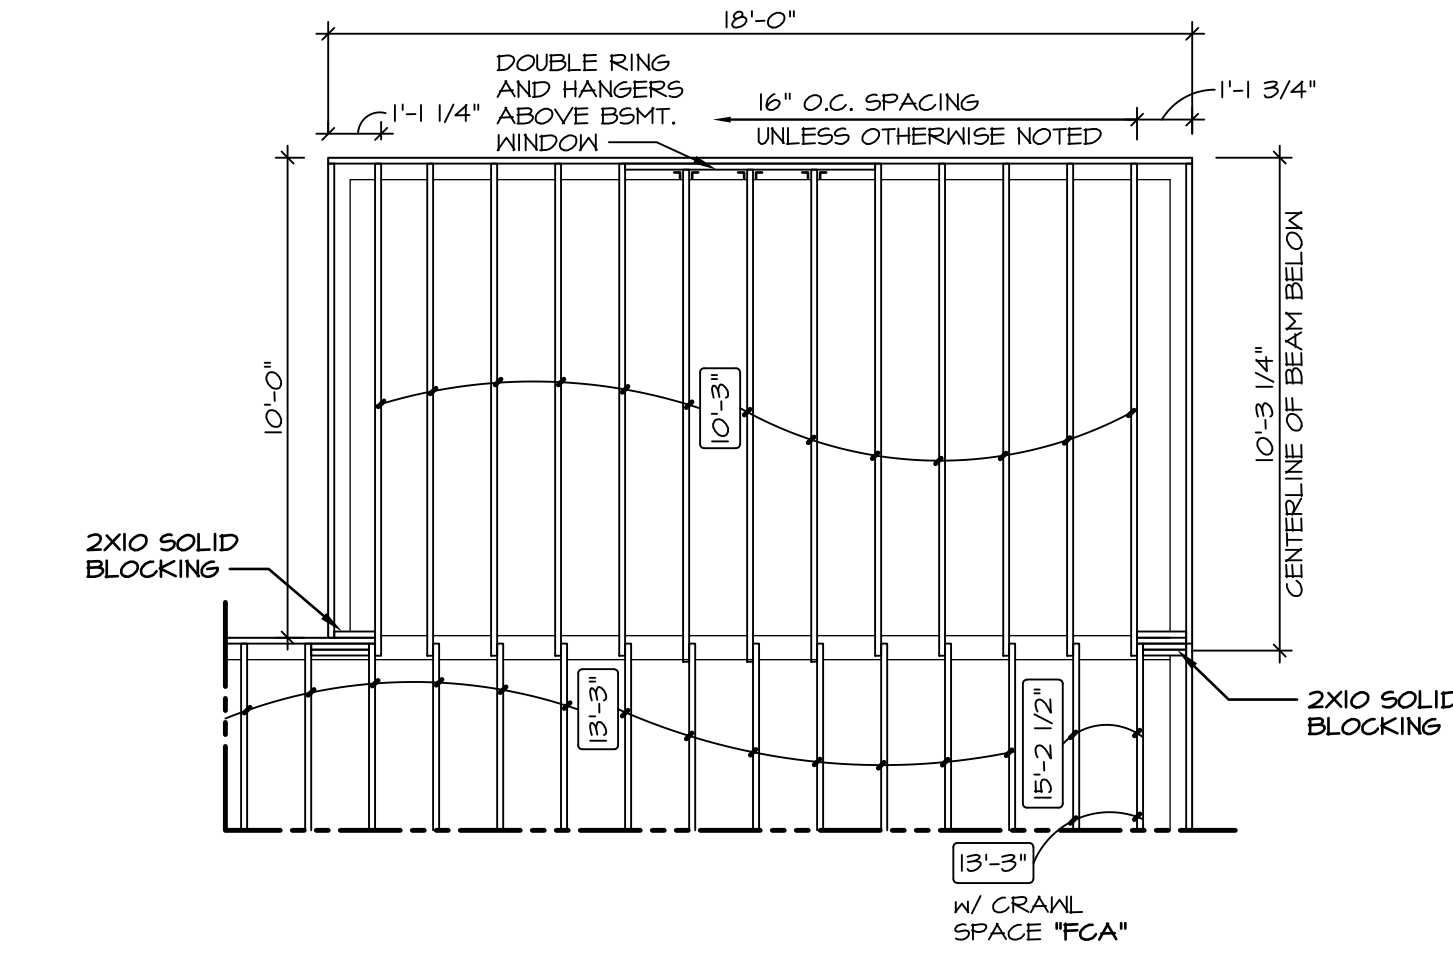 18'-0"
DOUBLE RING
AND HANGERS
ABOVE BSMT.
WINDOW
1'-1 1/4"
16" O.C. SPACING
UNLESS OTHERWISE NOTED
1'-1 3/4"
10'-0"
10'-3"
10'-3 1/4"
CENTERLINE OF BEAM BELOW
2X10 SOLID
BLOCKING
13'-3"
15'-2 1/2"
2X10 SOLID
BLOCKING
13'-3"
w/ CRAWL
SPACE "FCA"